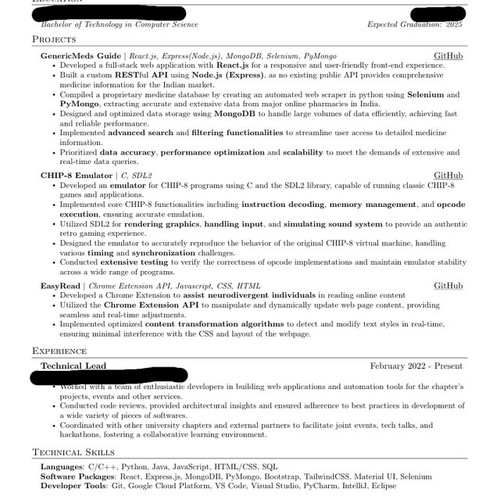 EDUCATION
Bachelor of Technology in Computer Science Expected Graduation: 2025
PROJECTS
GenericMeds Guide | React.js, Express(Node.js), MongoDB, Selenium, PyMongo GitHub
• Developed a full-stack web application with React.js for a responsive and user-friendly front-end experience.
• Built a custom RESTful API using Node.js (Express), as no existing public API provides comprehensive
medicine information for the Indian market.
• Compiled a proprietary medicine database by creating an automated web scraper in python using Selenium and
PyMongo, extracting accurate and extensive data from major online pharmacies in India.
• Designed and optimized data storage using MongoDB to handle large volumes of data efficiently, achieving fast
and reliable performance.
• Implemented advanced search and filtering functionalities to streamline user access to detailed medicine
information.
• Prioritized data accuracy, performance optimization and scalability to meet the demands of extensive and
real-time data queries.
CHIP-8 Emulator | C, SDL2 GitHub
• Developed an emulator for CHIP-8 programs using C and the SDL2 library, capable of running classic CHIP-8
games and applications.
• Implemented core CHIP-8 functionalities including instruction decoding, memory management, and opcode
execution, ensuring accurate emulation.
• Utilized SDL2 for rendering graphics, handling input, and simulating sound system to provide an authentic
retro gaming experience.
• Designed the emulator to accurately reproduce the behavior of the original CHIP-8 virtual machine, handling
various timing and synchronization challenges.
• Conducted extensive testing to verify the correctness of opcode implementations and maintain emulator stability
across a wide range of programs.
EasyRead | Chrome Extension API, Javascript, CSS, HTML GitHub
• Developed a Chrome Extension to assist neurodivergent individuals in reading online content
• Utilized the Chrome Extension API to manipulate and dynamically update web page content, providing
seamless and real-time adjustments.
• Implemented optimized content transformation algorithms to detect and modify text styles in real-time,
ensuring minimal interference with the CSS and layout of the webpage.
EXPERIENCE
Technical Lead February 2022 - Present
• Worked with a team of enthusiastic developers in building web applications and automation tools for the chapter's
projects, events and other services.
• Conducted code reviews, provided architectural insights and ensured adherence to best practices in development of
a wide variety of pieces of softwares.
• Coordinated with other university chapters and external partners to facilitate joint events, tech talks, and
hackathons, fostering a collaborative learning environment.
TECHNICAL SKILLS
Languages: C/C++, Python, Java, JavaScript, HTML/CSS, SQL
Software Packages: React, Express.js, MongoDB, PyMongo, Bootstrap, TailwindCSS, Material UI, Selenium
Developer Tools: Git, Google Cloud Platform, VS Code, Visual Studio, PyCharm, IntelliJ, Eclipse